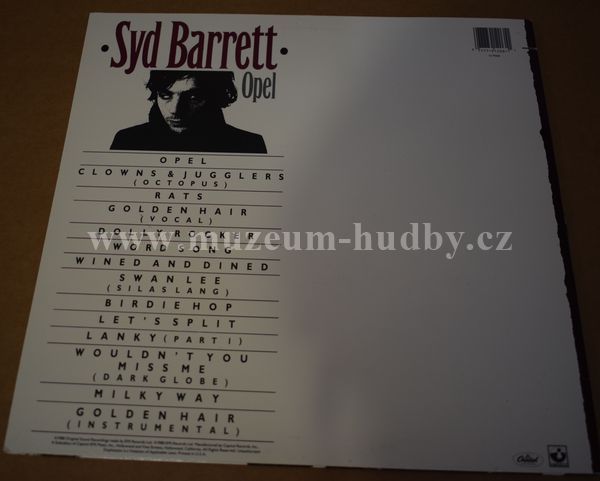 ·Syd Barrett·
Opel
OPEL
CLOWNS & JUGGLERS
(OCTOPUS)
RATS
GOLDEN HAIR
(VOCAL)
DOLLY ROCKER
WORD SONG
WINED AND DINED
SWAN LEE
(SILAS LANG)
BIRDIE HOP
LET'S SPLIT
LANKY (PART 1)
WOULDN'T YOU
MISS ME
(DARK GLOBE)
MILKY WAY
GOLDEN HAIR
(INSTRUMENTAL)
www.muzeum-hudby.cz
Capitol